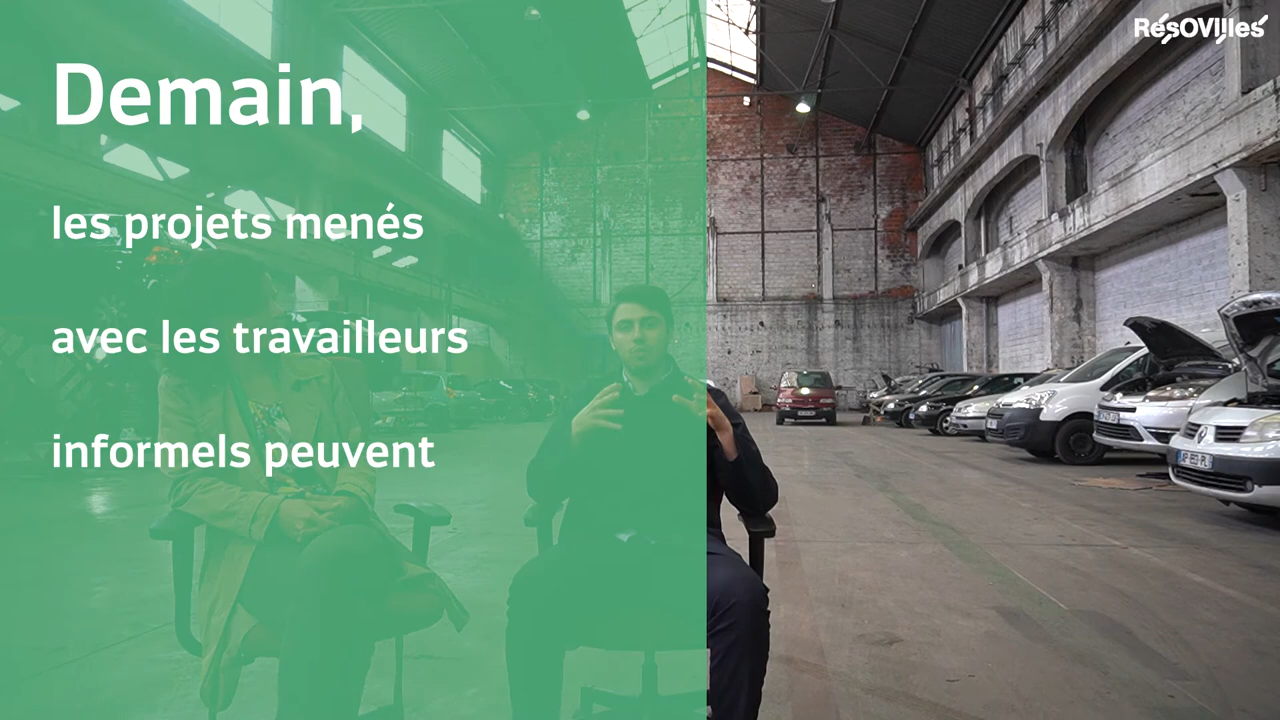 RésOVilles
Demain,
les projets menés
avec les travailleurs
informels peuvent